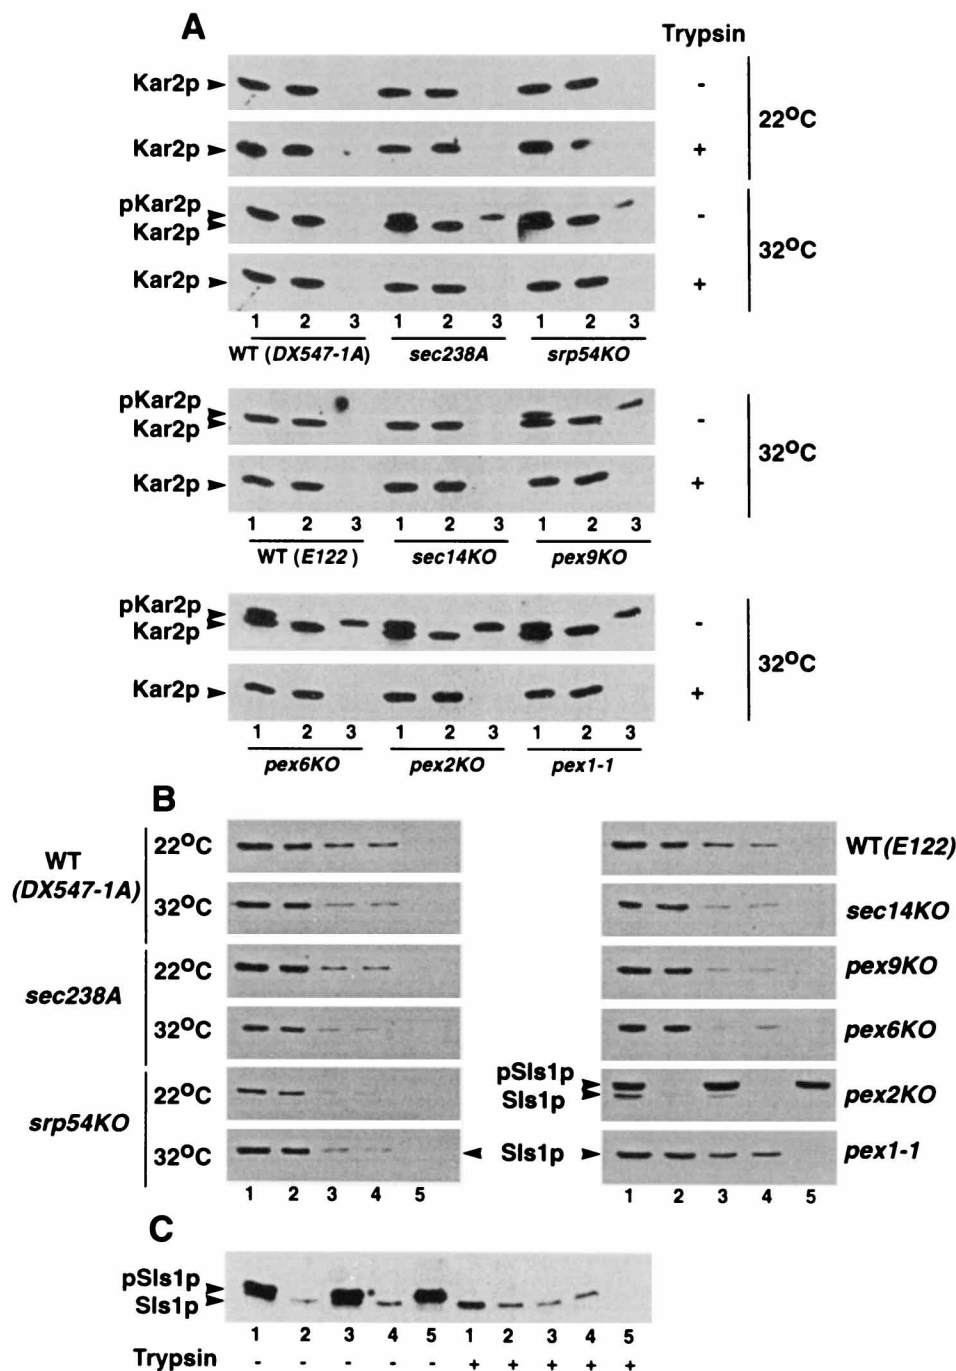 A
Trypsin
Kar2p -
22°C
Kar2p +
pKar2p
Kar2p -
32°C
Kar2p +
1 2 3 1 2 3 1 2 3
WT (DX547-1A) sec238A srp54KO
pKar2p
Kar2p -
32°C
Kar2p +
1 2 3 1 2 3 1 2 3
WT (E122) sec14KO pex9KO
pKar2p
Kar2p -
32°C
Kar2p +
1 2 3 1 2 3 1 2 3
pex6KO pex2KO pex1-1
B
WT
(DX547-1A)
22°C
32°C
sec238A
22°C
32°C
srp54KO
22°C
32°C
1 2 3 4 5
WT(E122)
sec14KO
pex9KO
pex6KO
pSls1p
Sls1p
pex2KO
Sls1p
pex1-1
1 2 3 4 5
C
pSls1p
Sls1p
1 2 3 4 5 1 2 3 4 5
Trypsin - - - - - + + + + +